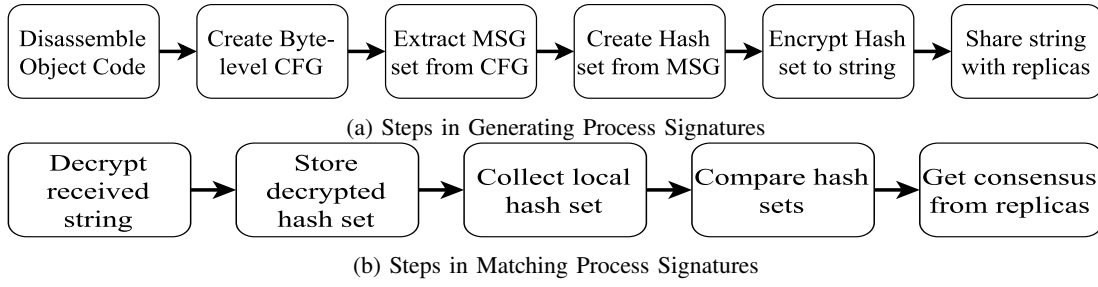 Disassemble
Object Code
Create Byte-
level CFG
Extract MSG
set from CFG
Create Hash
set from MSG
Encrypt Hash
set to string
Share string
with replicas
(a) Steps in Generating Process Signatures
Decrypt
received
string
Store
decrypted
hash set
Collect local
hash set
Compare hash
sets
Get consensus
from replicas
(b) Steps in Matching Process Signatures